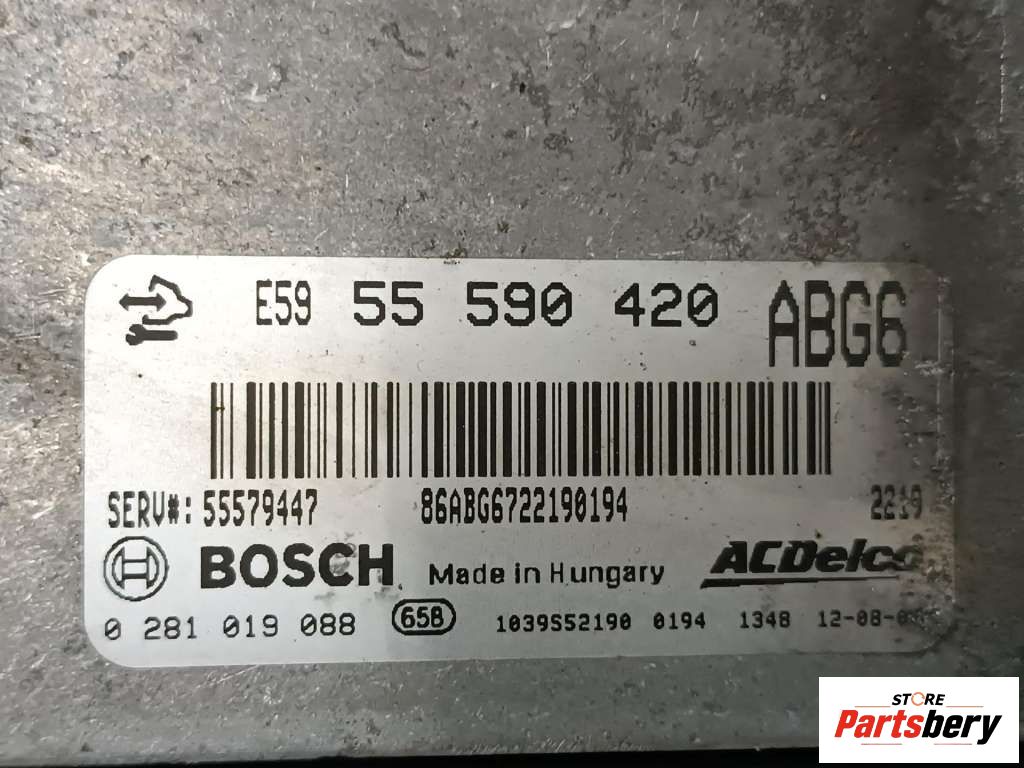 E59 55 590 420 ABG6
SERV#: 55579447 86ABG6722190194 2219
BOSCH Made in Hungary ACDelco
0 281 019 088 65B 1039S52190 0194 1348
STORE
Partsbery